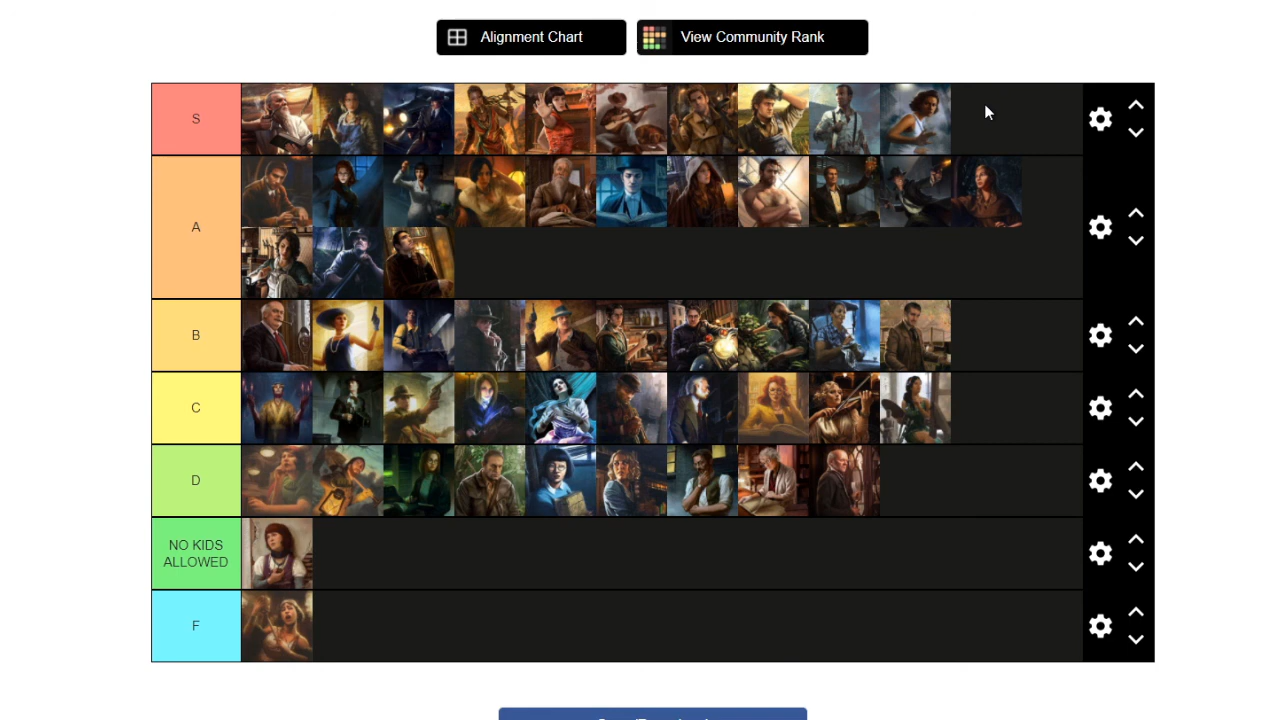 Alignment Chart
View Community Rank
S
A
B
C
D
NO KIDS
ALLOWED
F